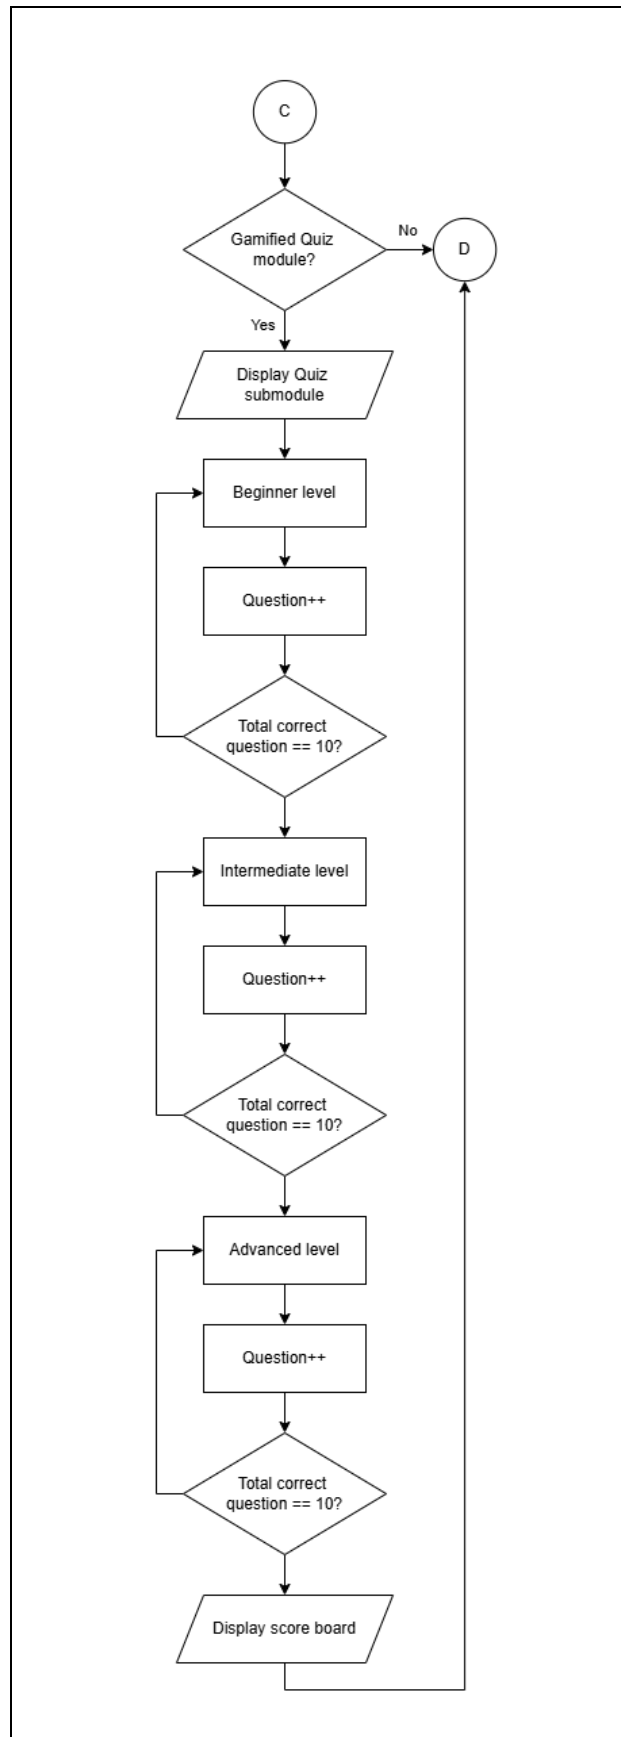 C
Gamified Quiz
module?
No
D
Yes
Display Quiz
submodule
Beginner level
Question++
Total correct
question == 10?
Intermediate level
Question++
Total correct
question == 10?
Advanced level
Question++
Total correct
question == 10?
Display score board